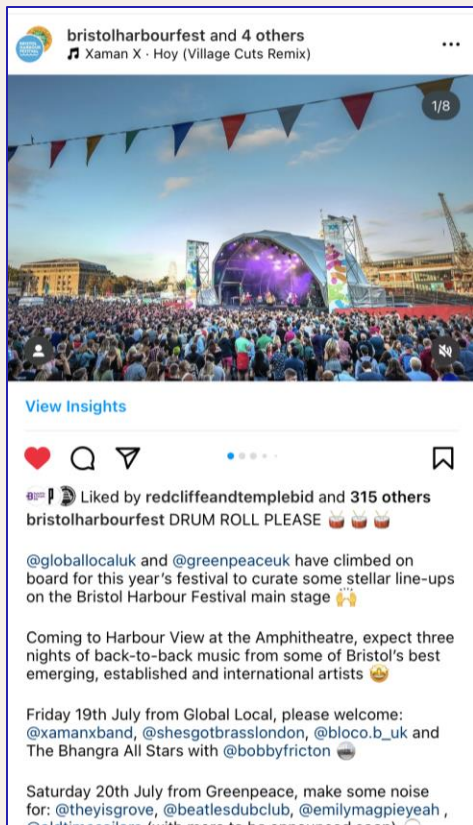 bristolharbourfest and 4 others
Xaman X · Hoy (Village Cuts Remix)
1/8
View Insights
Liked by redcliffeandtemplebid and 315 others
bristolharbourfest DRUM ROLL PLEASE 🥁 🥁 🥁
@globallocaluk and @greenpeaceuk have climbed on
board for this year's festival to curate some stellar line-ups
on the Bristol Harbour Festival main stage 🙌
Coming to Harbour View at the Amphitheatre, expect three
nights of back-to-back music from some of Bristol's best
emerging, established and international artists 🤩
Friday 19th July from Global Local, please welcome:
@xamanxband, @shesgotbrasslondon, @bloco.b_uk and
The Bhangra All Stars with @bobbyfricton
Saturday 20th July from Greenpeace, make some noise
for: @theyisgrove, @beatlesdubclub, @emilymagpieyeah ,